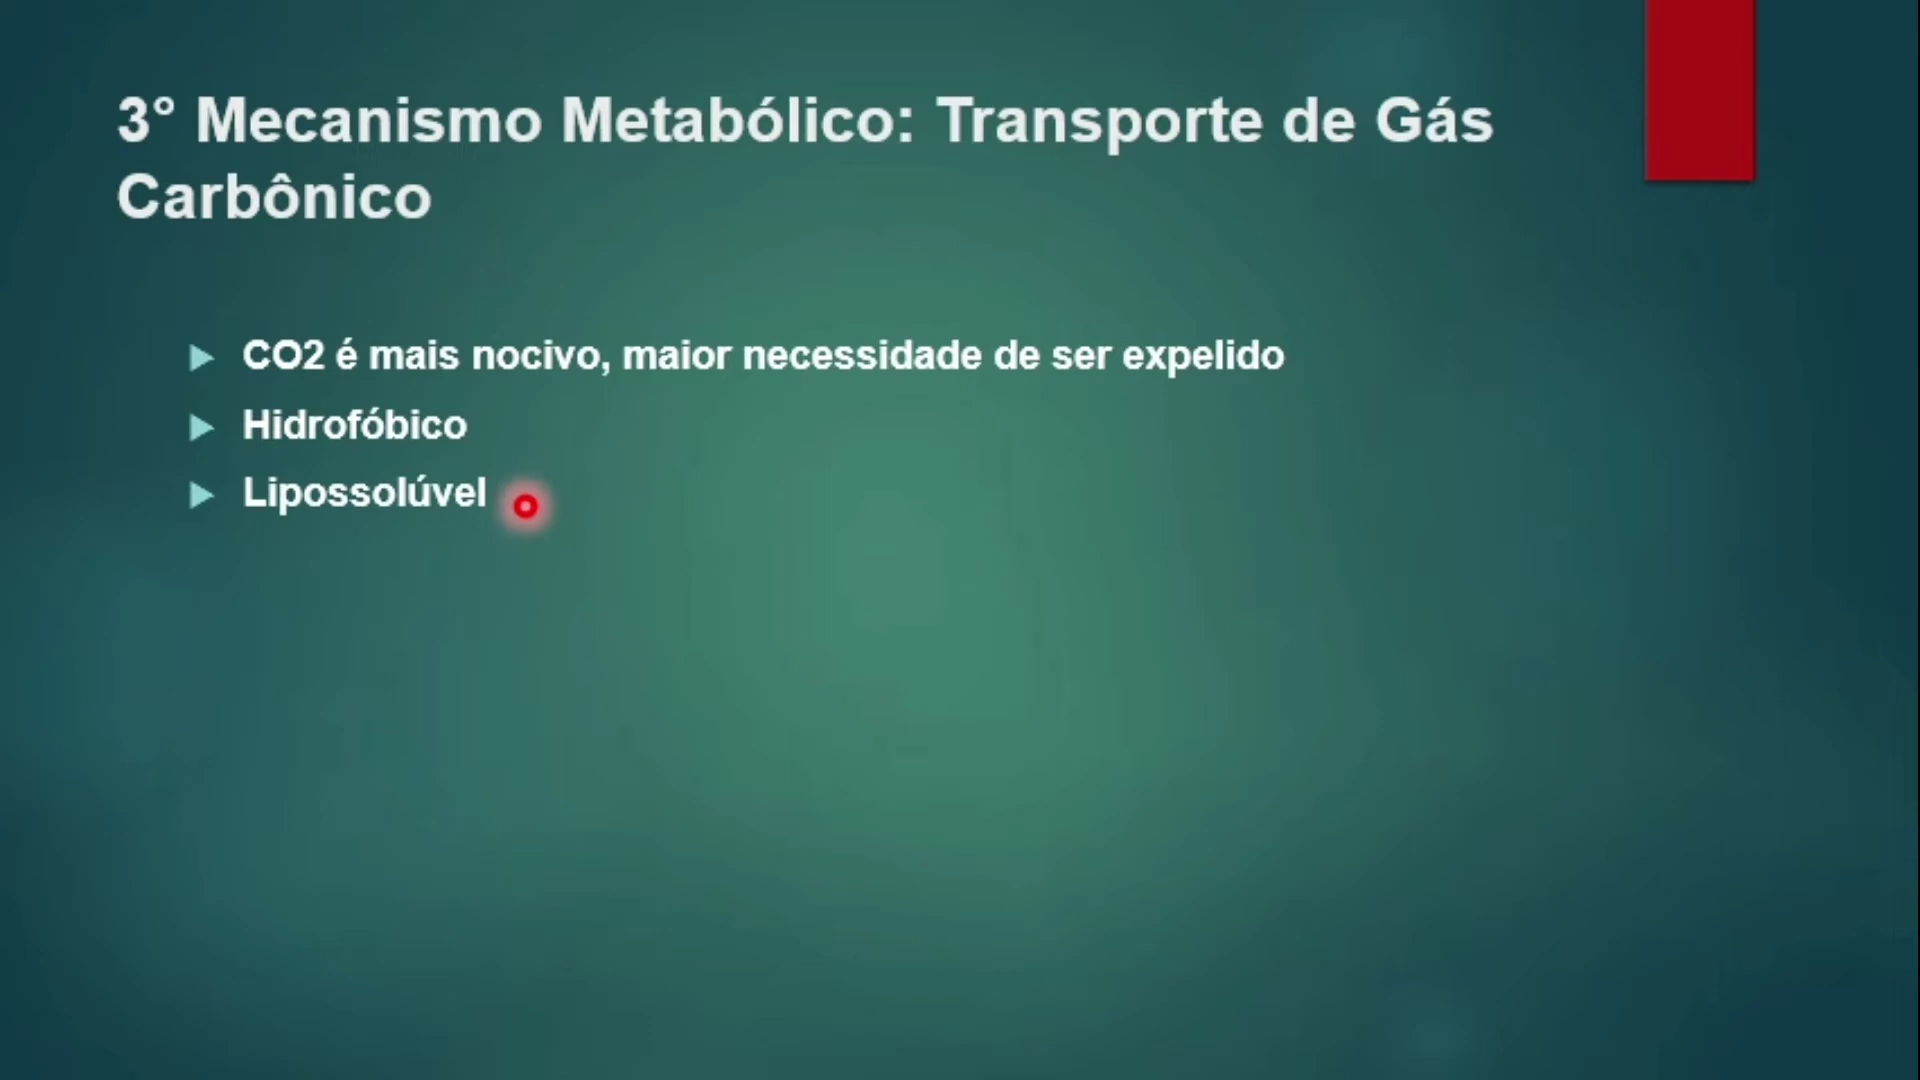 3° Mecanismo Metabólico: Transporte de Gás
Carbônico
CO2 é mais nocivo, maior necessidade de ser expelido
Hidrofóbico
Lipossolúvel